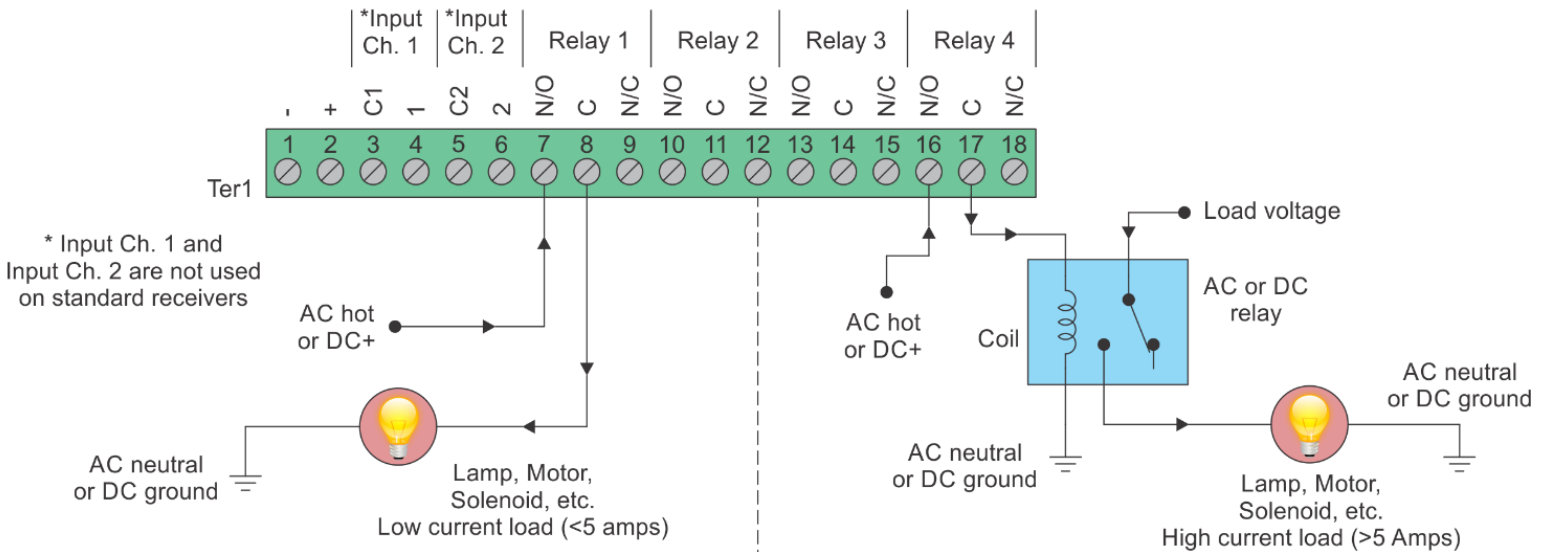 *Input
Ch. 1
*Input
Ch. 2
Relay 1
Relay 2
Relay 3
Relay 4
-
+
C1
1
C2
2
N/O
C
N/C
N/O
C
N/C
N/O
C
N/C
N/O
C
N/C
1 2 3 4 5 6 7 8 9 10 11 12 13 14 15 16 17 18
Ter1
* Input Ch. 1 and
Input Ch. 2 are not used
on standard receivers
AC hot
or DC+
AC neutral
or DC ground
Lamp, Motor,
Solenoid, etc.
Low current load (<5 amps)
Load voltage
AC or DC
relay
AC hot
or DC+
Coil
AC neutral
or DC ground
AC neutral
or DC ground
Lamp, Motor,
Solenoid, etc.
High current load (>5 Amps)